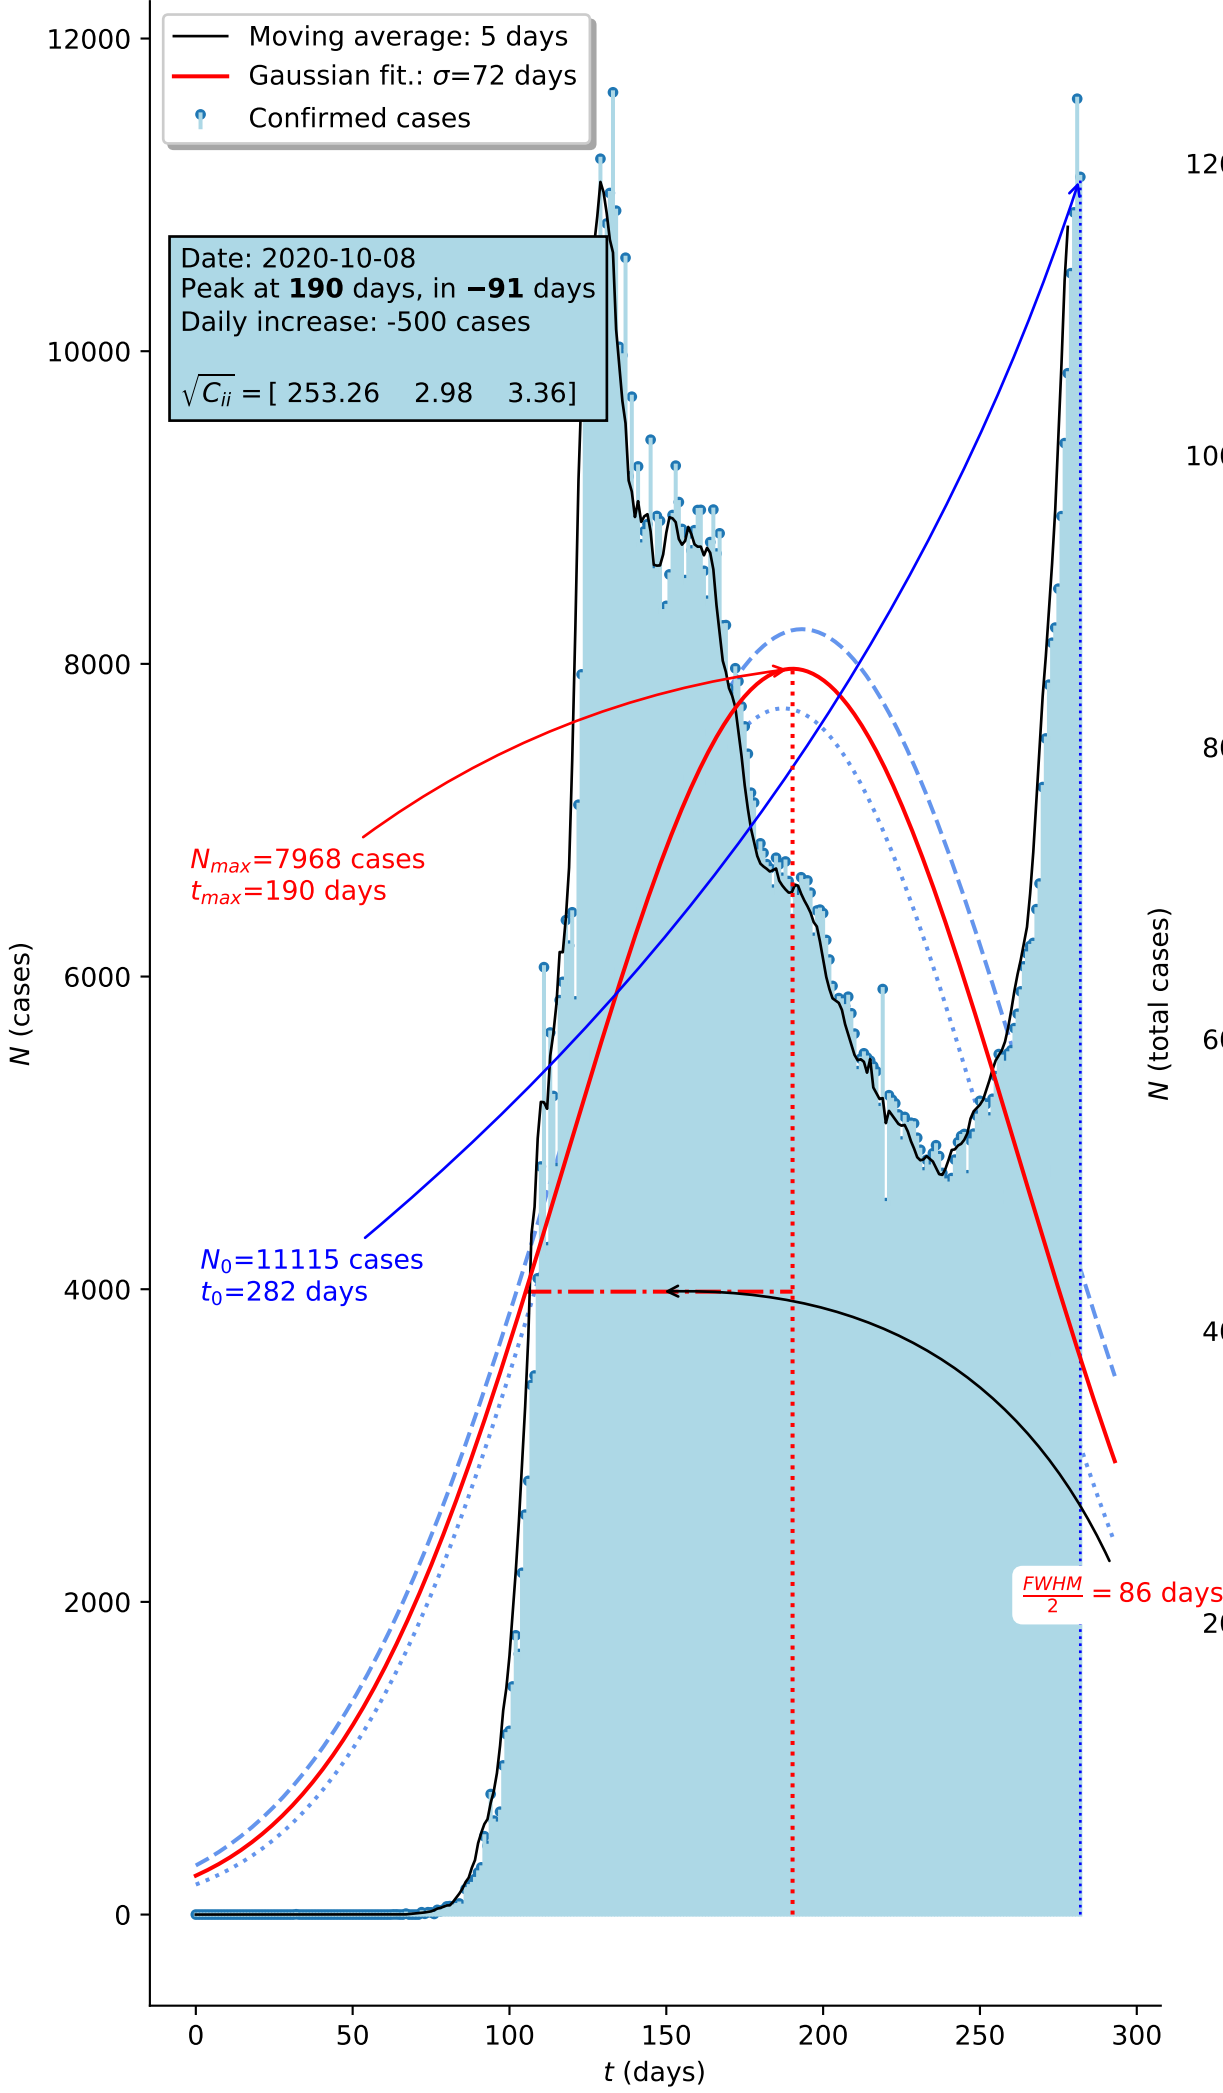 Moving average: 5 days
Gaussian fit.: σ=72 days
Confirmed cases
Date: 2020-10-08
Peak at 190 days, in −91 days
Daily increase: -500 cases
√Cii = [ 253.26 2.98 3.36]
Nmax=7968 cases
tmax=190 days
N0=11115 cases
t0=282 days
FWHM/2 = 86 days
N (cases)
12000
10000
8000
6000
4000
2000
0
0 50 100 150 200 250 300
t (days)
N (total cases)